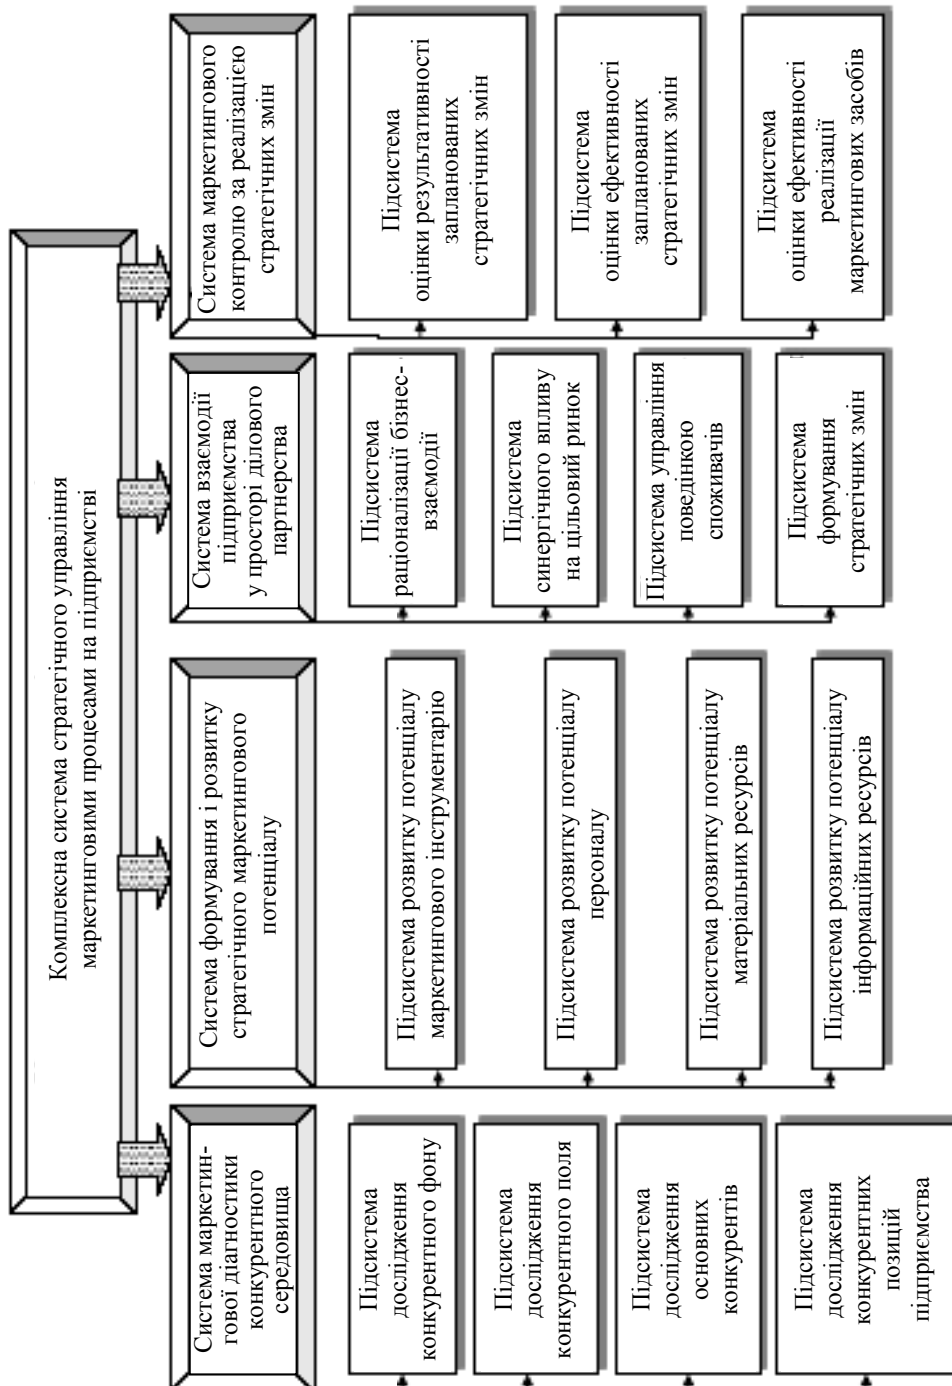 Комплексна система стратегічного управління
маркетинговими процесами на підприємстві
Система маркетин-
гової діагностики
конкурентного
середовища
Підсистема
дослідження
конкурентного фону
Підсистема
дослідження
конкурентного поля
Підсистема
дослідження
основних
конкурентів
Підсистема
дослідження
конкурентних
позицій
підприємства
Система формування і розвитку
стратегічного маркетингового
потенціалу
Підсистема розвитку потенціалу
маркетингового інструментарію
Підсистема розвитку потенціалу
персоналу
Підсистема розвитку потенціалу
матеріальних ресурсів
Підсистема розвитку потенціалу
інформаційних ресурсів
Система взаємодії
підприємства
у просторі ділового
партнерства
Підсистема
раціоналізації бізнес-
взаємодії
Підсистема
синергічного впливу
на цільовий ринок
Підсистема управління
поведінкою
споживачів
Підсистема
формування
стратегічних змін
Система маркетингового
контролю за реалізацією
стратегічних змін
Підсистема
оцінки результативності
запланованих
стратегічних змін
Підсистема
оцінки ефективності
запланованих
стратегічних змін
Підсистема
оцінки ефективності
реалізації
маркетингових засобів